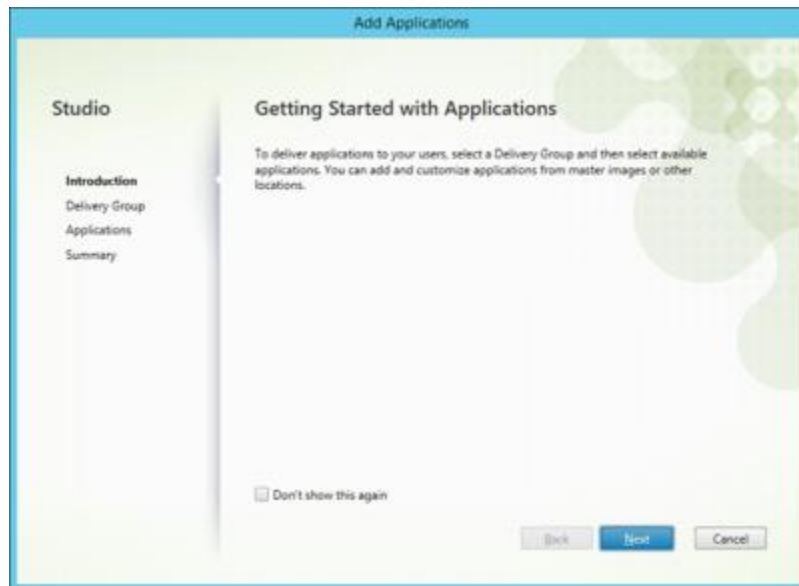 Add Applications
Studio
Introduction
Delivery Group
Applications
Summary
Getting Started with Applications
To deliver applications to your users, select a Delivery Group and then select available
applications. You can add and customize applications from master images or other
locations.
Don't show this again
Back
Next
Cancel